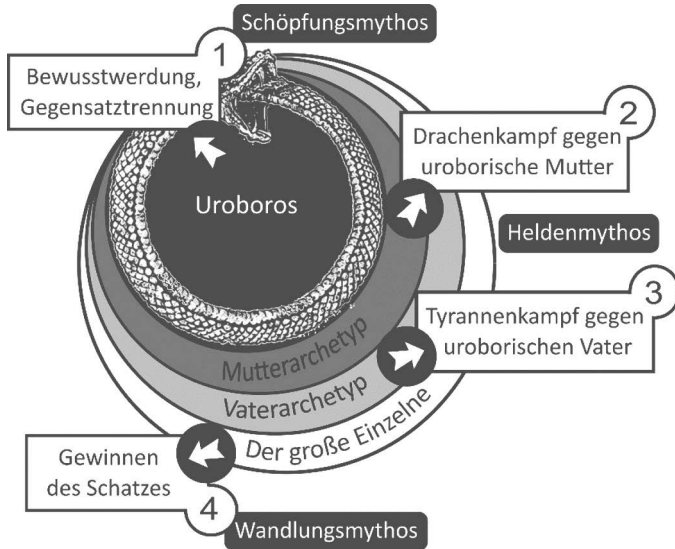 Schöpfungsmythos
1
Bewusstwerdung,
Gegensatztrennung
2
Drachenkampf gegen
uroborische Mutter
Uroboros
Heldenmythos
3
Tyrannenkampf gegen
uroborischen Vater
Mutterarchetyp
Vaterarchetyp
Der große Einzelne
Gewinnen
des Schatzes
4
Wandlungsmythos